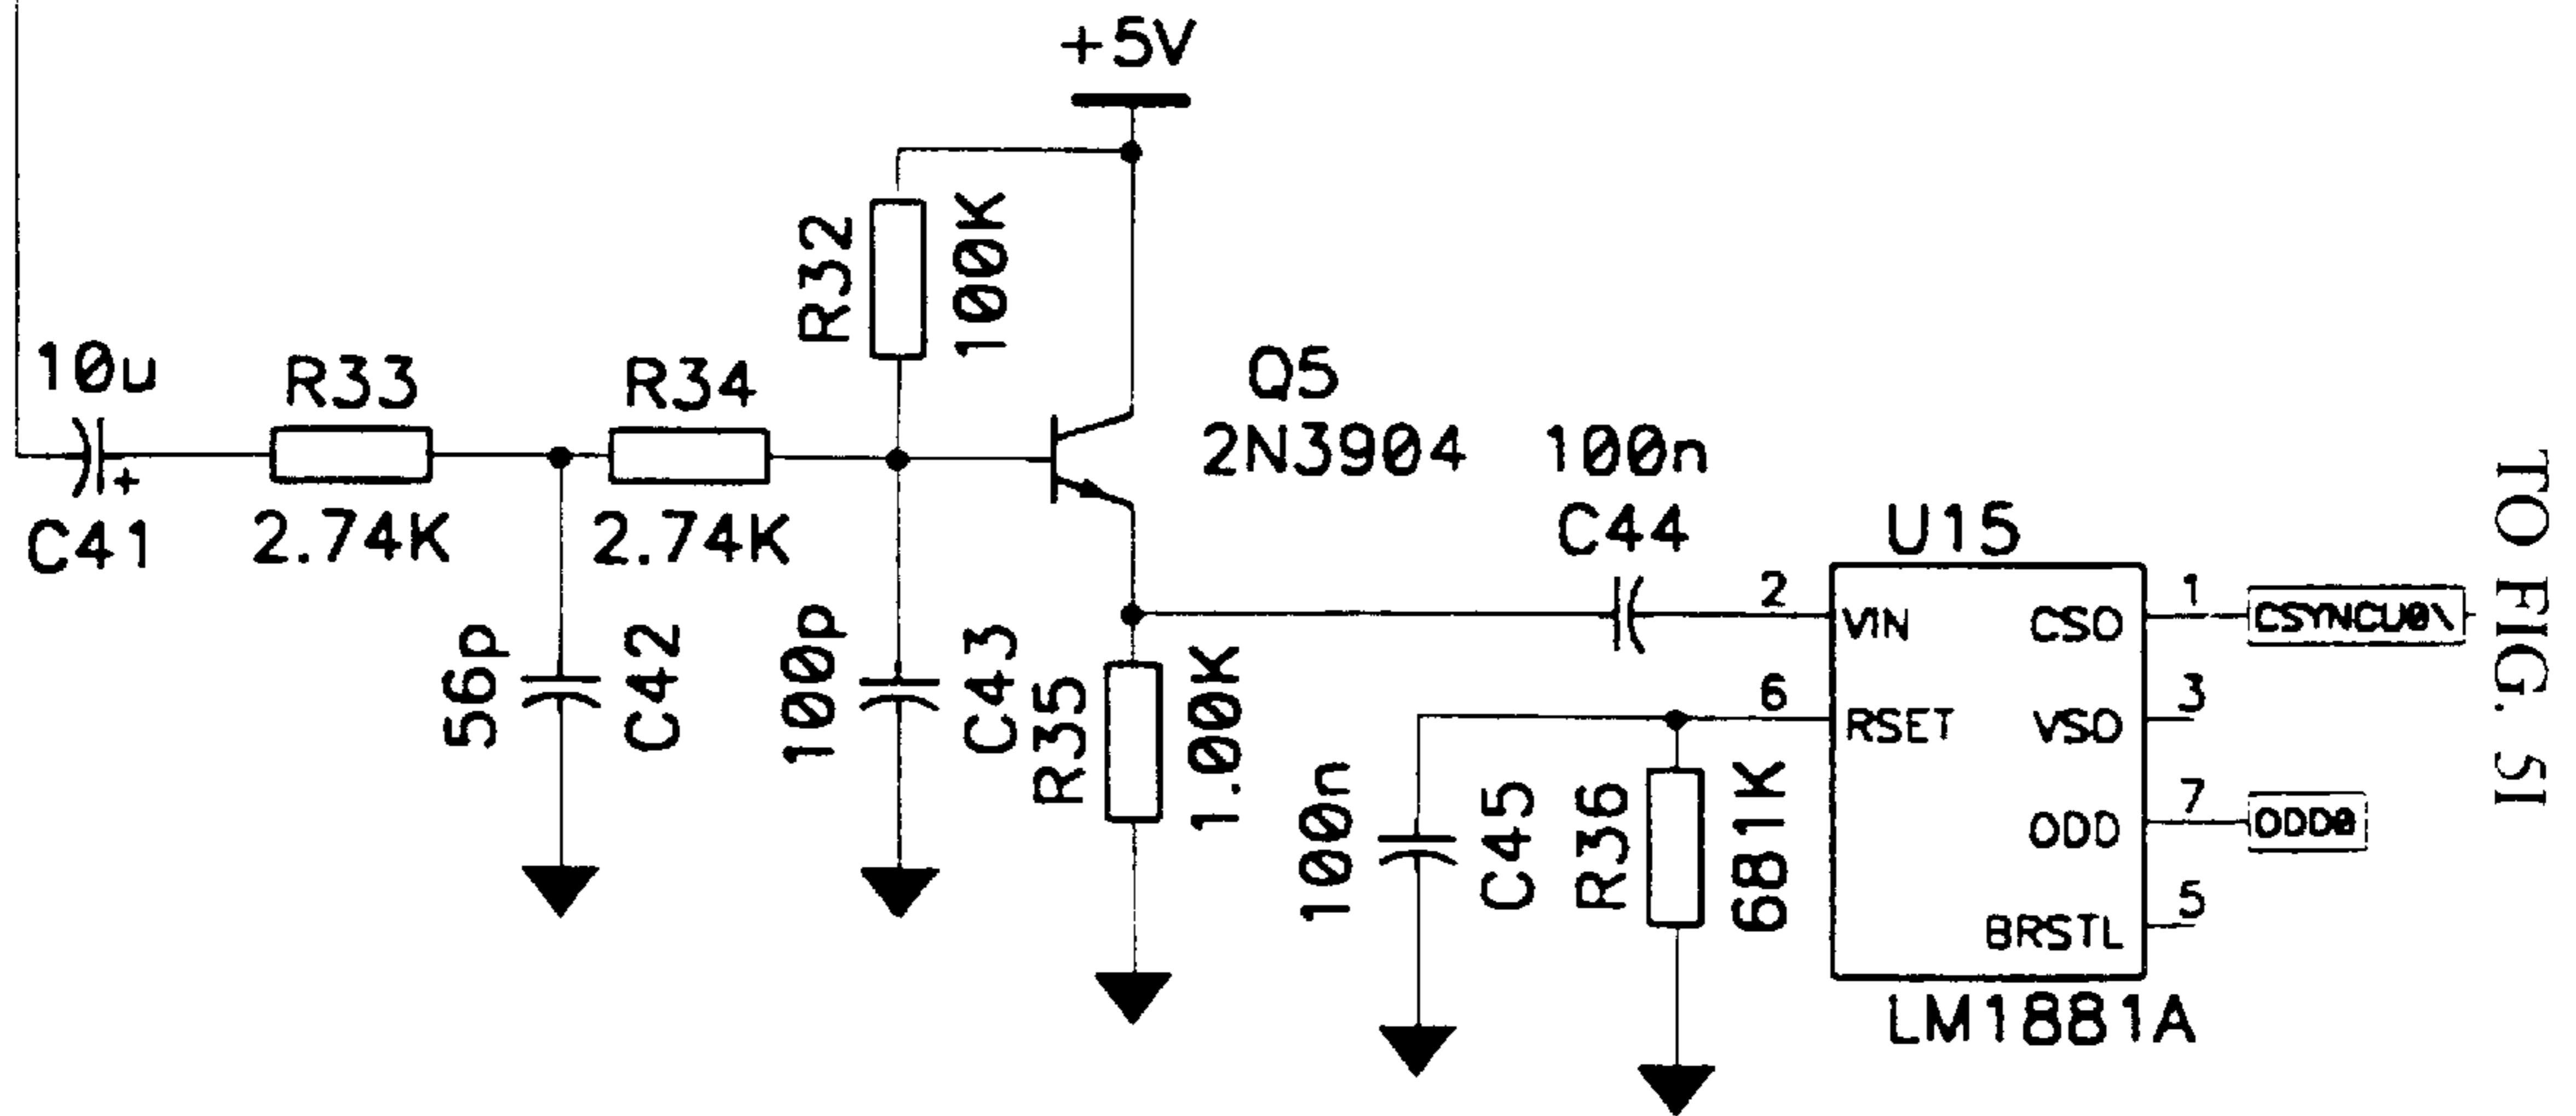 +5V
R32
100K
10u
C41
R33
2.74K
R34
2.74K
56p
C42
100p
C43
Q5
2N3904
R35
1.00K
100n
C44
100n
C45
R36
681K
U15
2
VIN
6
RSET
CSO
1
CSYNCU0\
VSO
3
ODD
7
ODD0
BRSTL
5
LM1881A
TO FIG. 5I